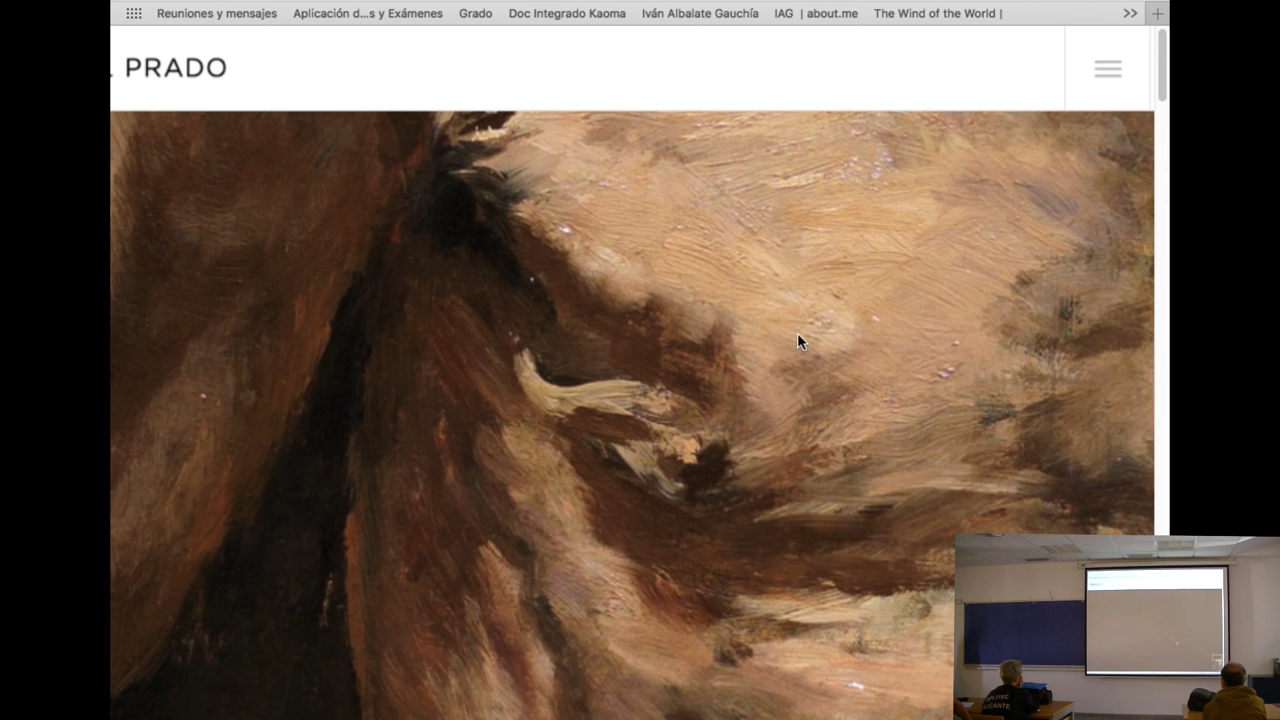 Reuniones y mensajes Aplicación d...s y Exámenes Grado Doc Integrado Kaoma Iván Albalate Gauchía IAG | about.me The Wind of the World |
PRADO
ALICANTE